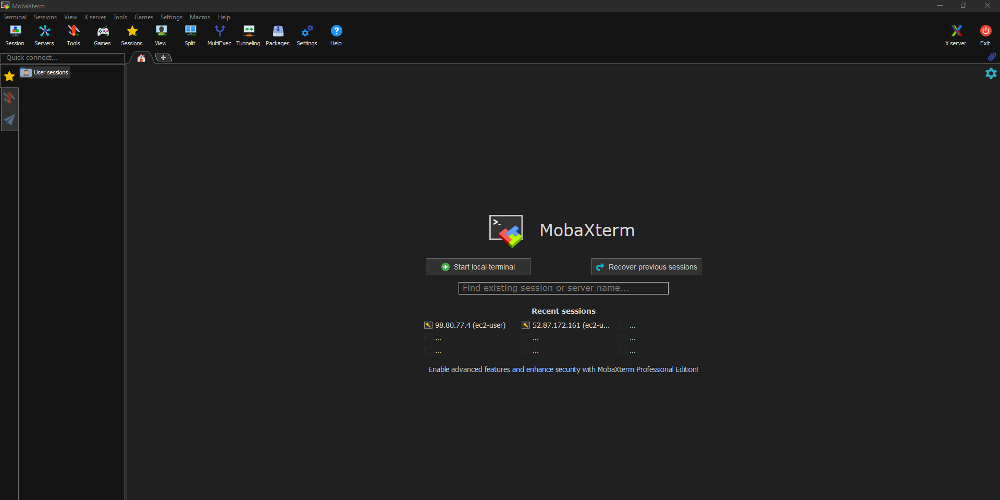 MobaXterm
Terminal Sessions View X server Tools Games Settings Macros Help
Session Servers Tools Games Sessions View Split MultiExec Tunneling Packages Settings Help X server Exit
Quick connect...
User sessions
>_
MobaXterm
Start local terminal Recover previous sessions
Find existing session or server name...
Recent sessions
98.80.77.4 (ec2-user) 52.87.172.161 (ec2-u... ...
... ... ...
... ... ...
Enable advanced features and enhance security with MobaXterm Professional Edition!